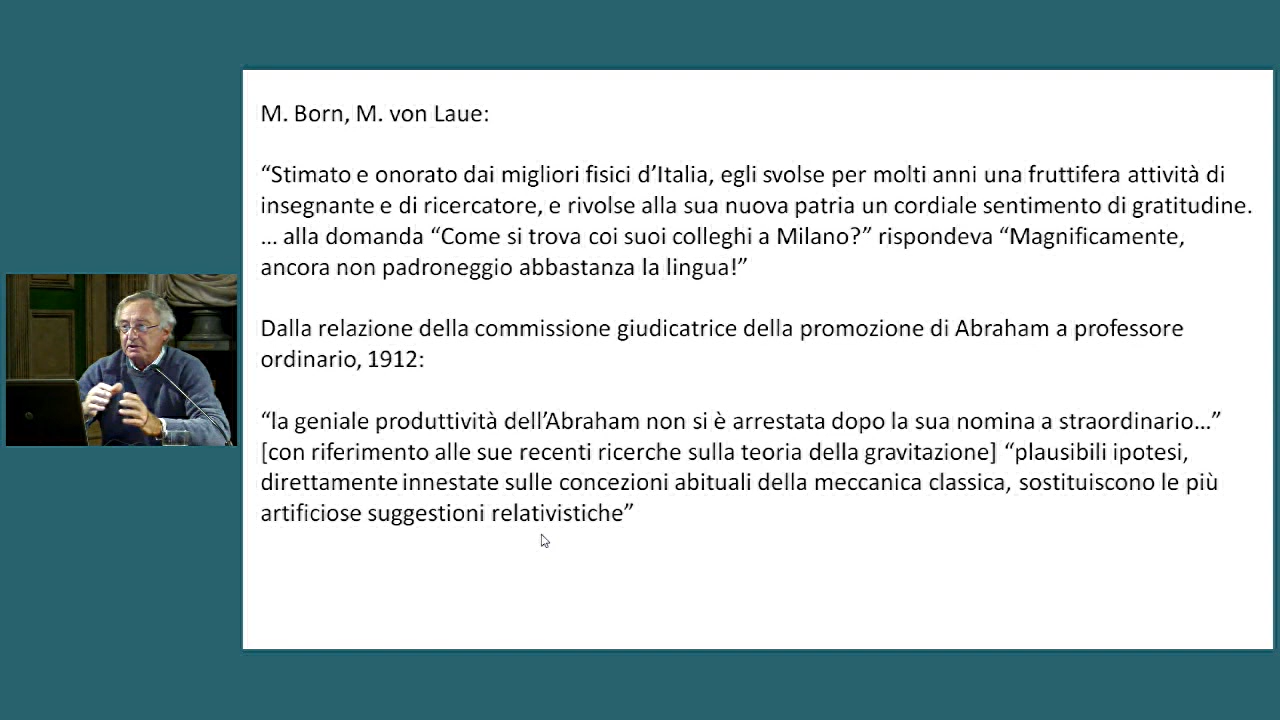 M. Born, M. von Laue:
“Stimato e onorato dai migliori fisici d’Italia, egli svolse per molti anni una fruttifera attività di
insegnante e di ricercatore, e rivolse alla sua nuova patria un cordiale sentimento di gratitudine.
... alla domanda “Come si trova coi suoi colleghi a Milano?” rispondeva “Magnificamente,
ancora non padroneggio abbastanza la lingua!”
Dalla relazione della commissione giudicatrice della promozione di Abraham a professore
ordinario, 1912:
“la geniale produttività dell’Abraham non si è arrestata dopo la sua nomina a straordinario...”
[con riferimento alle sue recenti ricerche sulla teoria della gravitazione] “plausibili ipotesi,
direttamente innestate sulle concezioni abituali della meccanica classica, sostituiscono le più
artificiose suggestioni relativistiche”